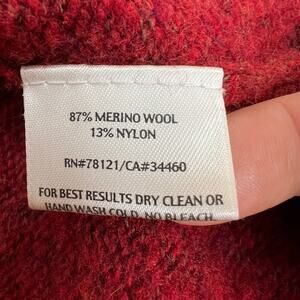 87% MERINO WOOL
13% NYLON
RN#78121/CA#34460
FOR BEST RESULTS DRY CLEAN OR
HAND WASH COLD. NO BLEACH